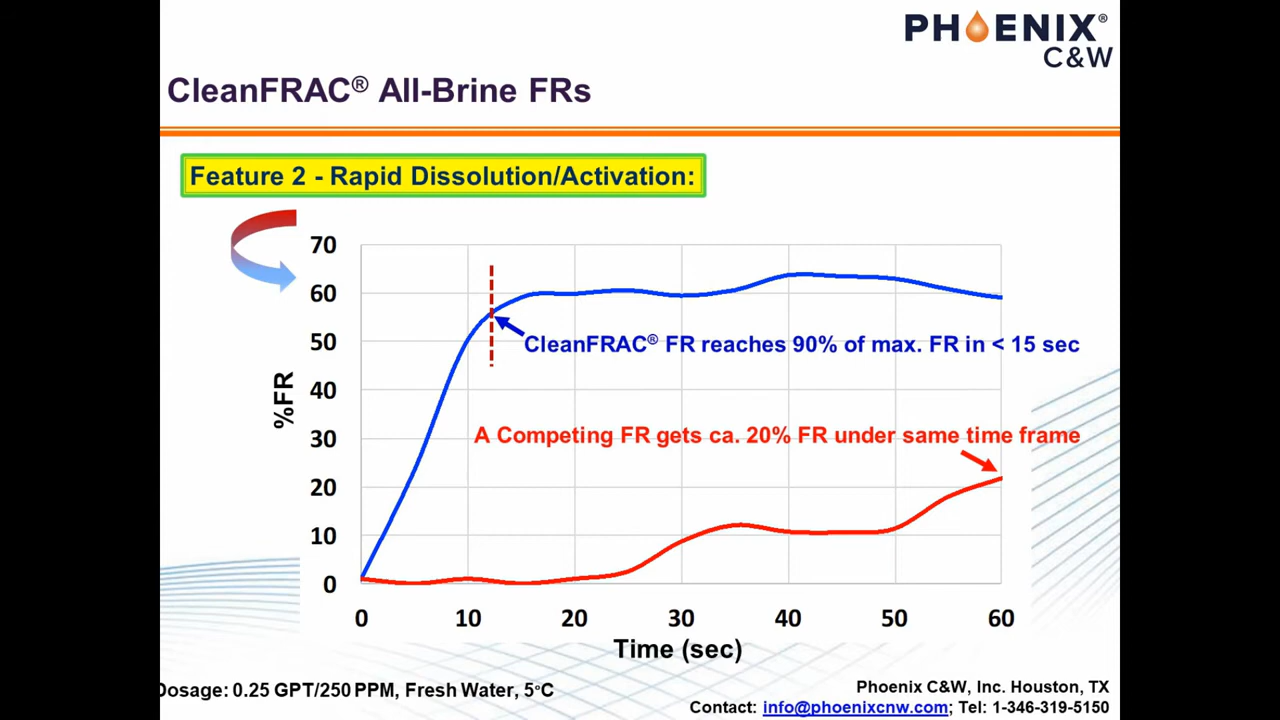 PHOENIX®
C&W
CleanFRAC® All-Brine FRs
Feature 2 - Rapid Dissolution/Activation:
70
60
50
40
30
20
10
0
%FR
CleanFRAC® FR reaches 90% of max. FR in < 15 sec
A Competing FR gets ca. 20% FR under same time frame
0 10 20 30 40 50 60
Time (sec)
Dosage: 0.25 GPT/250 PPM, Fresh Water, 5°C
Phoenix C&W, Inc. Houston, TX
Contact: info@phoenixcnw.com; Tel: 1-346-319-5150